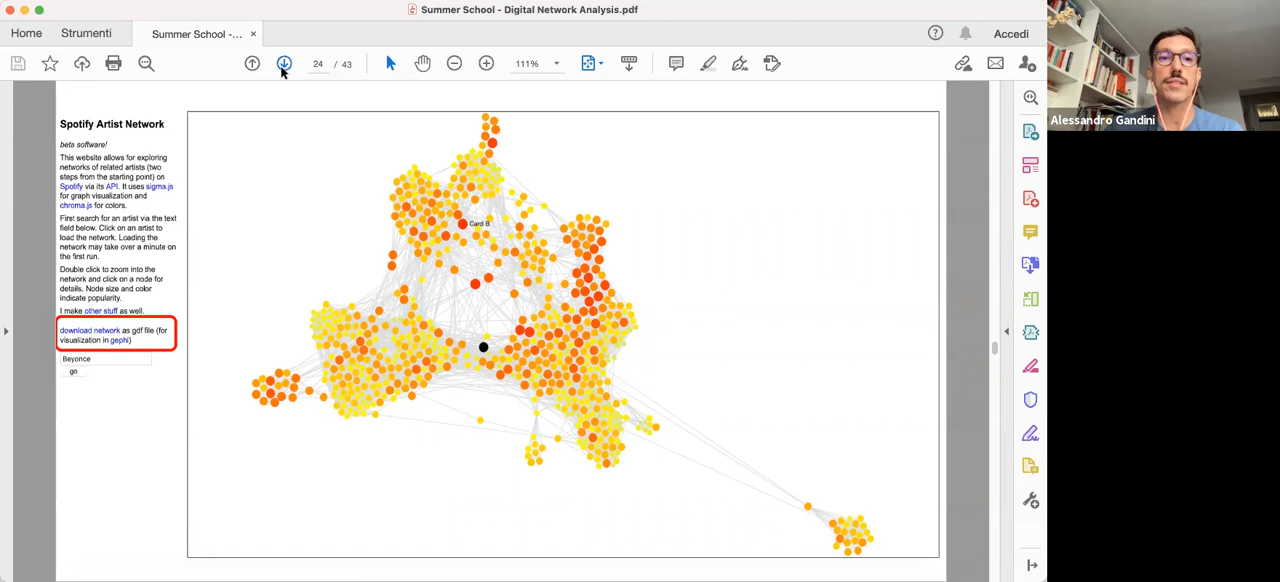 Summer School - Digital Network Analysis.pdf
Home
Strumenti
Summer School -... ×
Accedi
24 / 43
111%
Alessandro Gandini
Spotify Artist Network
beta software!
This website allows for exploring
networks of related artists (two
steps from the starting point) on
Spotify via its API. It uses sigma.js
for graph visualization and
chroma.js for colors.
First search for an artist via the text
field below. Click on an artist to
load the network. Loading the
network may take over a minute on
the first run.
Double click to zoom into the
network and click on a node for
details. Node size and color
indicate popularity.
I make other stuff as well.
download network as gdf file (for
visualization in gephi)
Beyonce
go
Cardi B